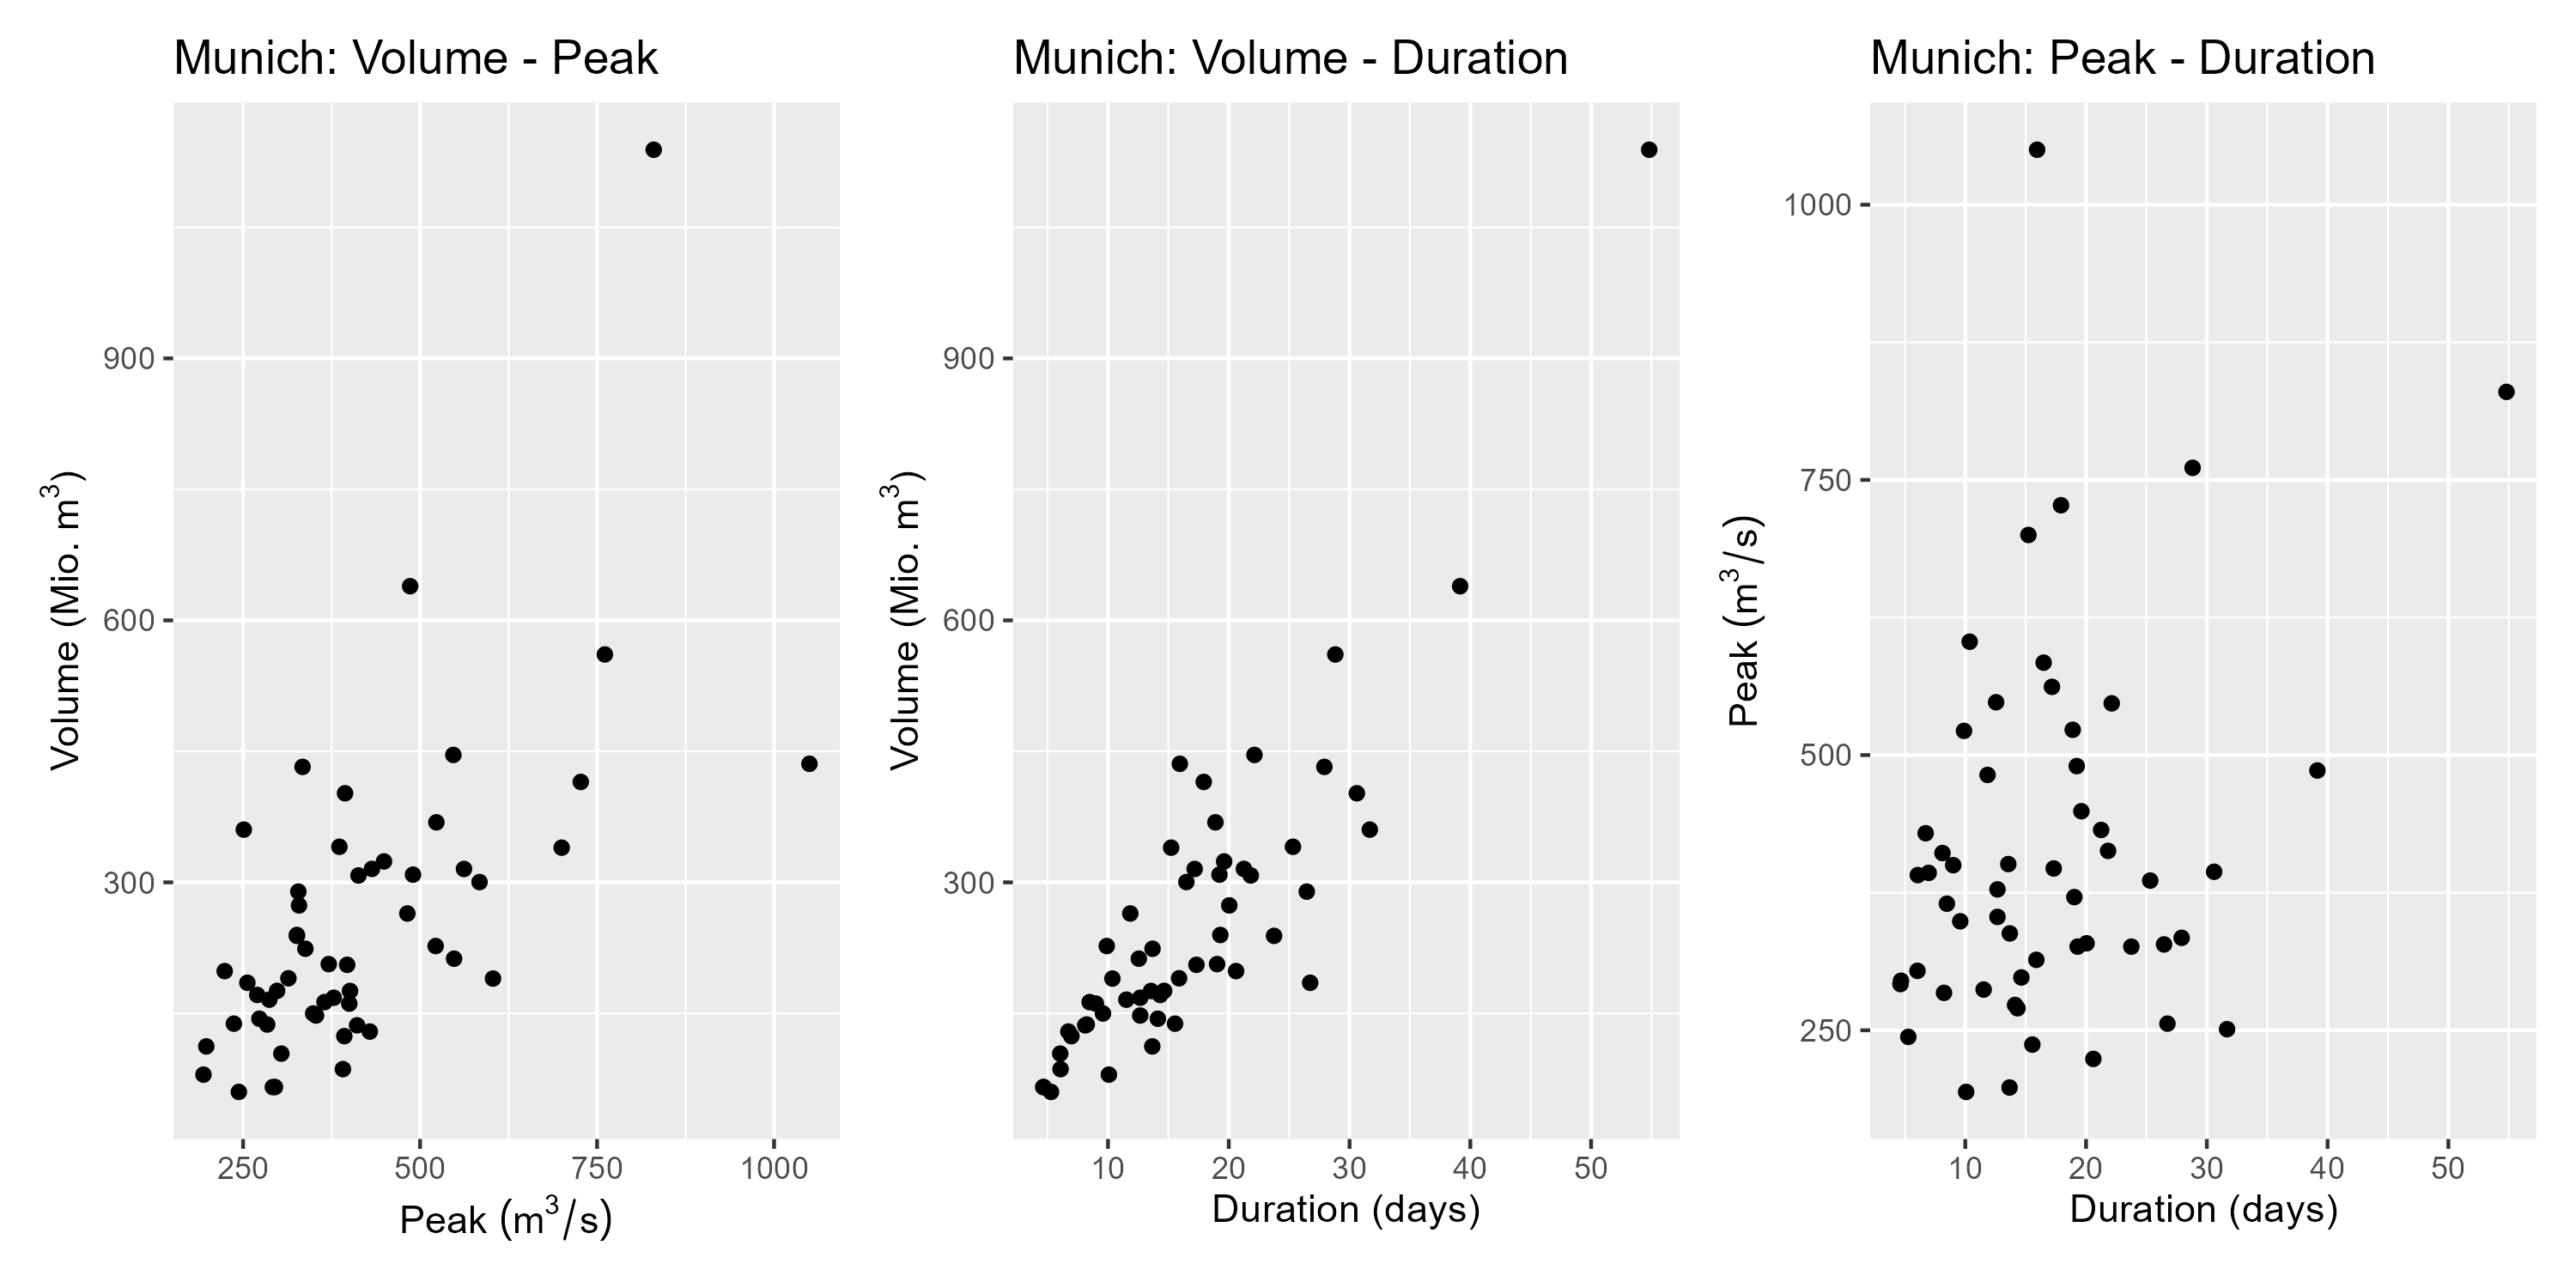 Munich: Volume - Peak
Volume (Mio. m³)
900
600
300
250 500 750 1000
Peak (m³/s)
Munich: Volume - Duration
Volume (Mio. m³)
900
600
300
10 20 30 40 50
Duration (days)
Munich: Peak - Duration
Peak (m³/s)
1000
750
500
250
10 20 30 40 50
Duration (days)